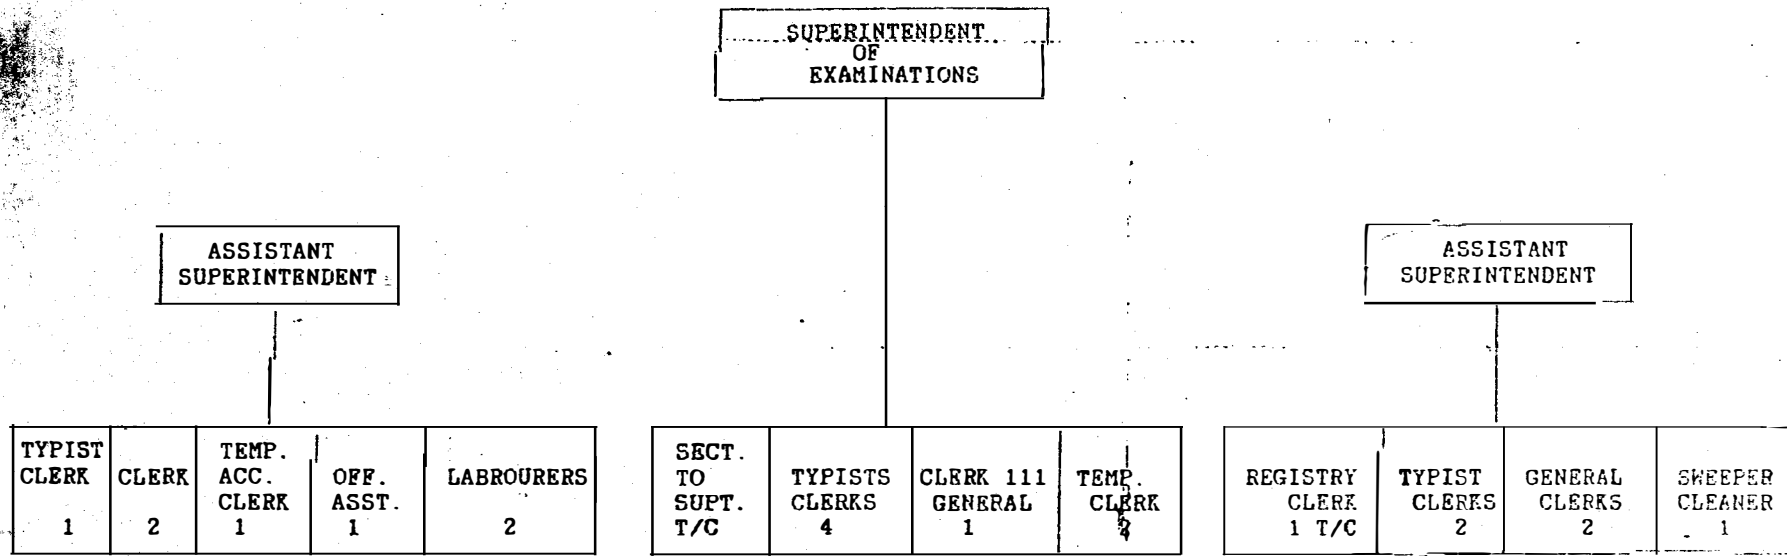 SUPERINTENDENT
OF
EXAMINATIONS
ASSISTANT
SUPERINTENDENT
ASSISTANT
SUPERINTENDENT
TYPIST
CLERK
1
CLERK
2
TEMP.
ACC.
CLERK
1
OFF.
ASST.
1
LABROURERS
2
SECT.
TO
SUPT.
T/C
TYPISTS
CLERKS
4
CLERK 111
GENERAL
1
TEMP.
CLERK
REGISTRY
CLERK
1 T/C
TYPIST
CLERKS
2
GENERAL
CLERKS
2
SWEEPER
CLEANER
1